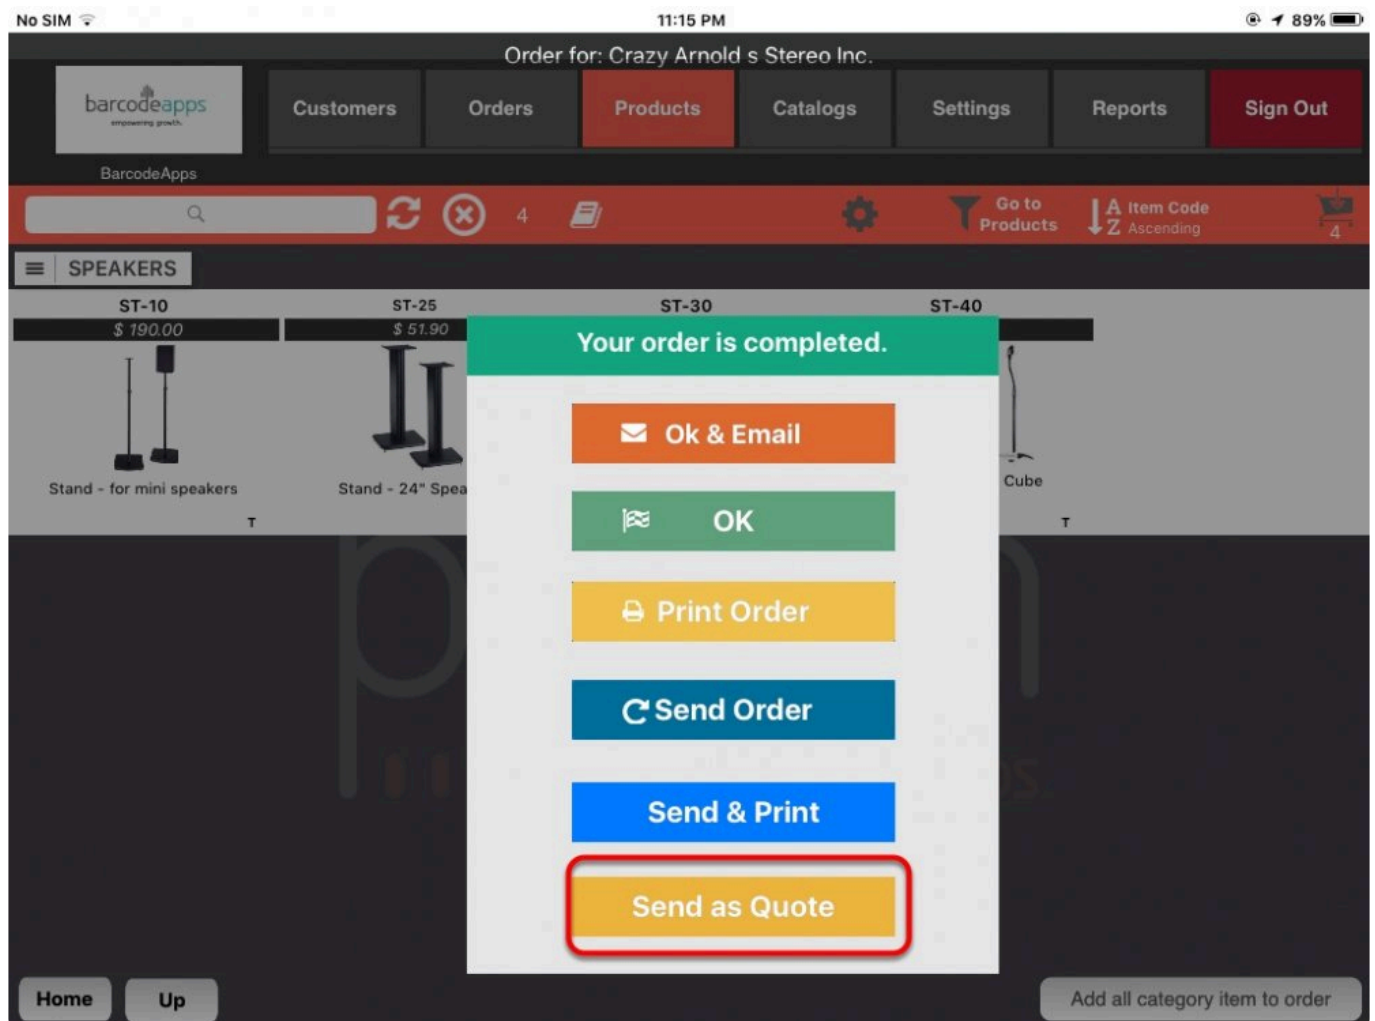 No SIM
11:15 PM
89%
Order for: Crazy Arnold s Stereo Inc.
barcodeapps
empowering growth.
BarcodeApps
Customers
Orders
Products
Catalogs
Settings
Reports
Sign Out
4
Go to
Products
A
Z
Item Code
Ascending
4
SPEAKERS
ST-10
ST-25
ST-30
ST-40
$ 190.00
$ 51.90
Stand - for mini speakers
Stand - 24" Spea
Cube
T
T
Your order is completed.
Ok & Email
OK
Print Order
Send Order
Send & Print
Send as Quote
Home
Up
Add all category item to order